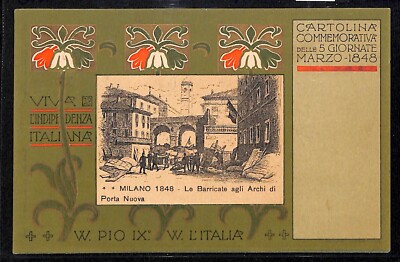 CARTOLINA
COMMEMORATIVA
DELLE 5 GIORNATE
MARZO - 1848
VIVA
L'INDIPENDENZA
ITALIANA
* * MILANO 1848 - Le Barricate agli Archi di
Porta Nuova
W. PIO IX° W. L'ITALIA